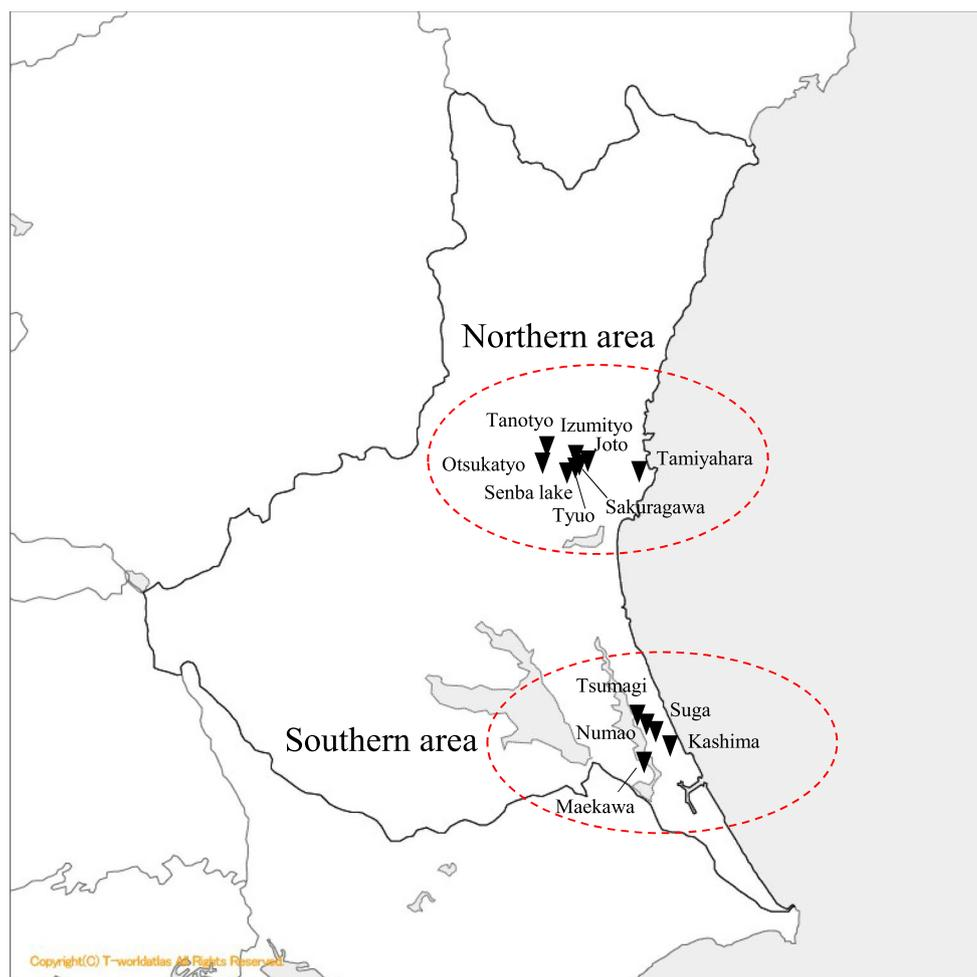 Northern area
Tanotyo
Izumityo
Joto
Otsukatyo
Tamiyahara
Senba lake
Sakuragawa
Tyuo
Tsumagi
Suga
Numao
Southern area
Kashima
Maekawa
Copyright(C) T-worldatlas All Rights Reserved